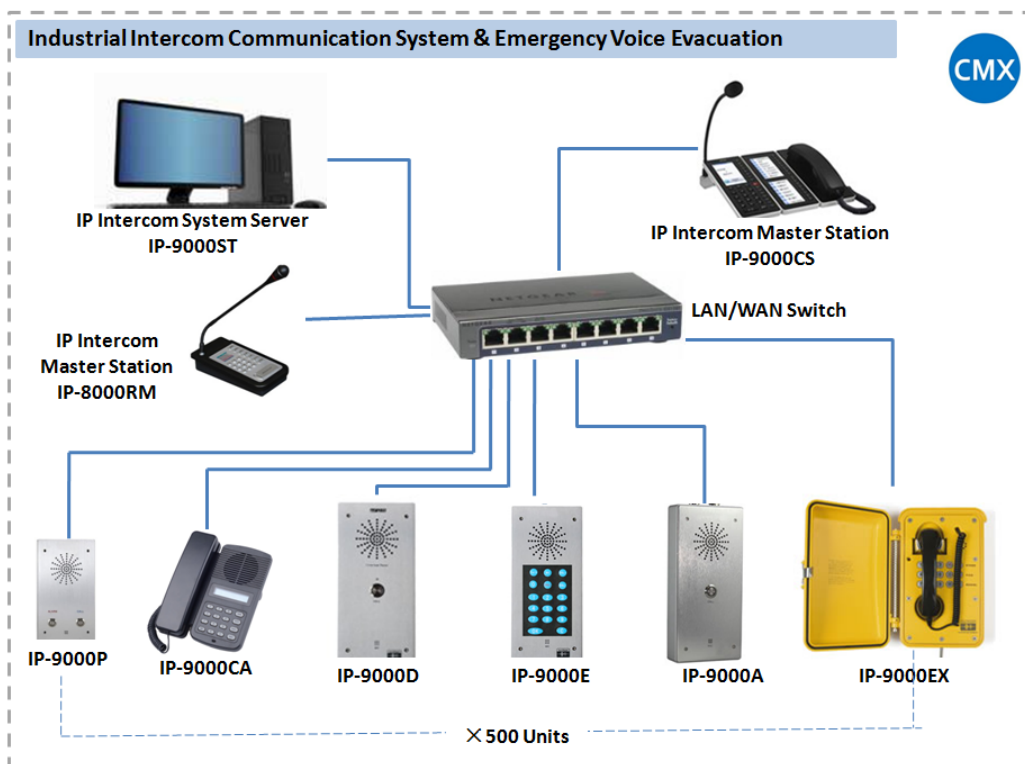 Industrial Intercom Communication System & Emergency Voice Evacuation
CMX
IP Intercom System Server
IP-9000ST
IP Intercom Master Station
IP-9000CS
NETGEAR
LAN/WAN Switch
IP Intercom
Master Station
IP-8000RM
IP-9000P
IP-9000CA
IP-9000D
IP-9000E
IP-9000A
IP-9000EX
×500 Units